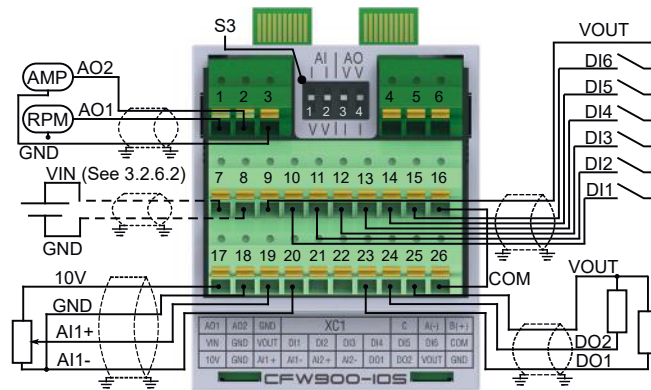 S3
VOUT
AI AO
I I V V
1 2 3 4
V V I I
AMP
AO2
RPM
AO1
GND
1 2 3
4 5 6
DI6
DI5
DI4
DI3
DI2
DI1
VIN (See 3.2.6.2)
GND
7 8 9 10 11 12 13 14 15 16
17 18 19 20 21 22 23 24 25 26
COM
10V
GND
AI1+
AI1-
VOUT
DO2
DO1
AO1 AO2 GND XC1 C A(-) B(+)
VIN GND VOUT DI1 DI2 DI3 DI4 DI5 DI6 COM
10V GND AI1+ AI1- AI2+ AI2- DO1 DO2 VOUT GND
CFW900-IOS